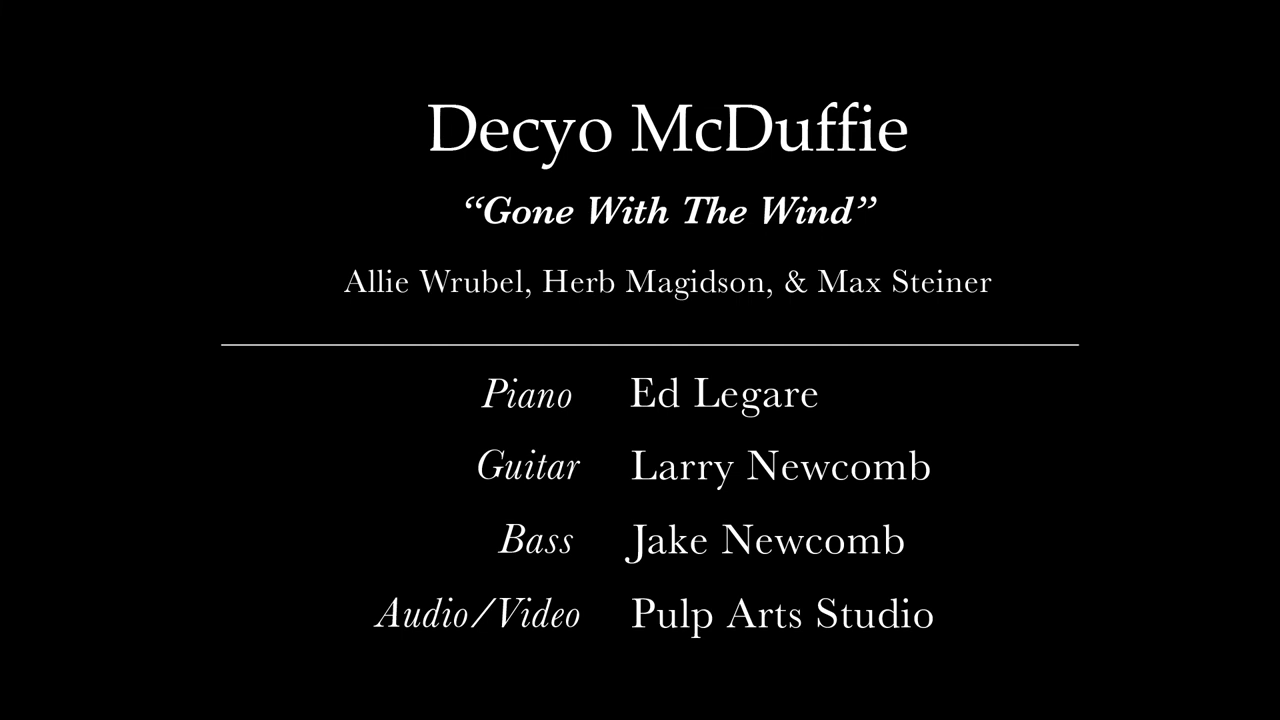 Decyo McDuffie
“Gone With The Wind”
Allie Wrubel, Herb Magidson, & Max Steiner
Piano Ed Legare
Guitar Larry Newcomb
Bass Jake Newcomb
Audio/Video Pulp Arts Studio